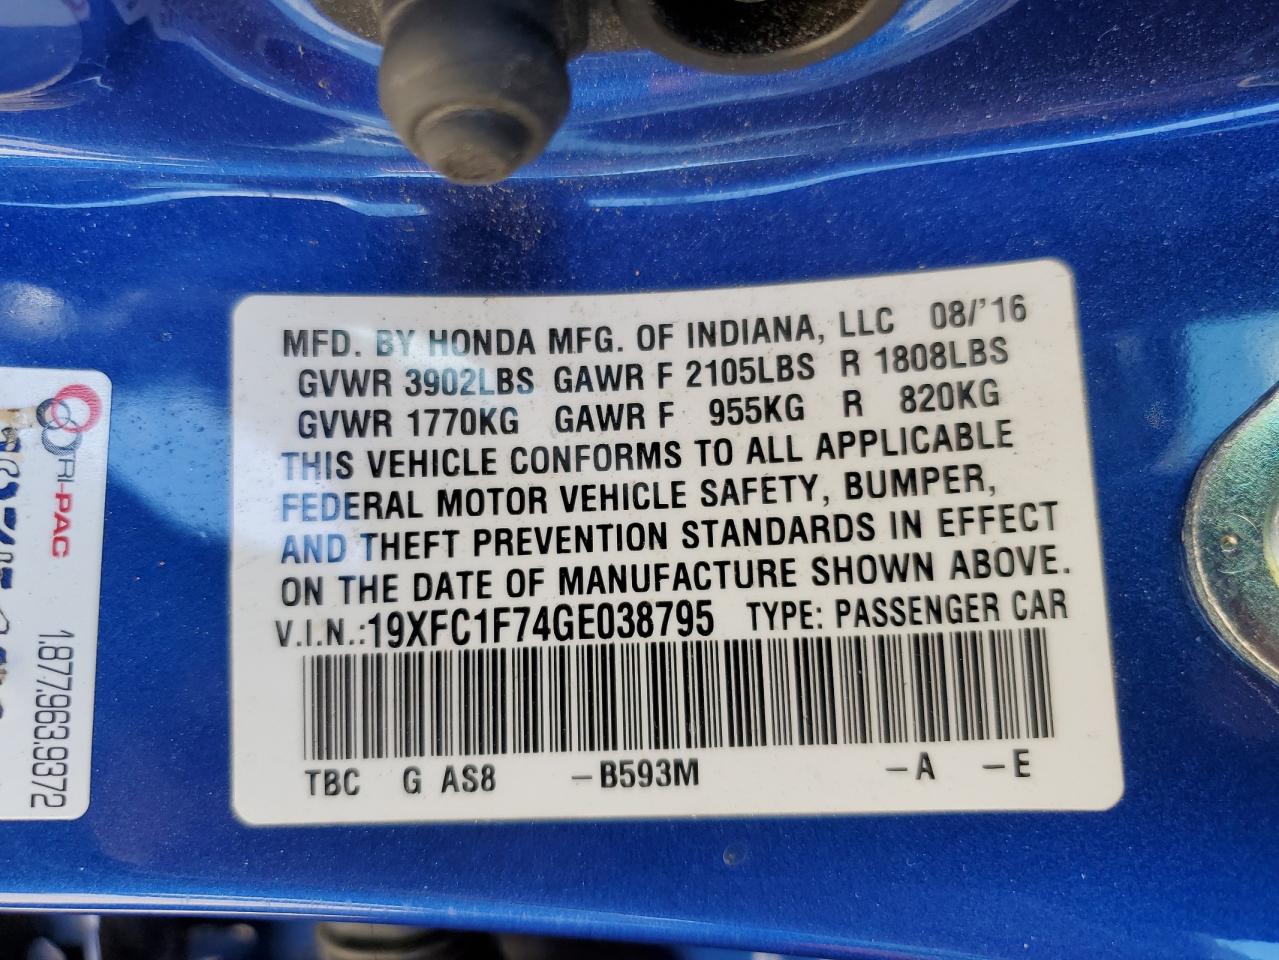 MFD. BY HONDA MFG. OF INDIANA, LLC 08/'16
GVWR 3902LBS GAWR F 2105LBS R 1808LBS
GVWR 1770KG GAWR F 955KG R 820KG
THIS VEHICLE CONFORMS TO ALL APPLICABLE
FEDERAL MOTOR VEHICLE SAFETY, BUMPER,
AND THEFT PREVENTION STANDARDS IN EFFECT
ON THE DATE OF MANUFACTURE SHOWN ABOVE.
V.I.N.:19XFC1F74GE038795 TYPE: PASSENGER CAR
TBC G AS8 -B593M -A -E
RI-PAC
1.877.963.9372